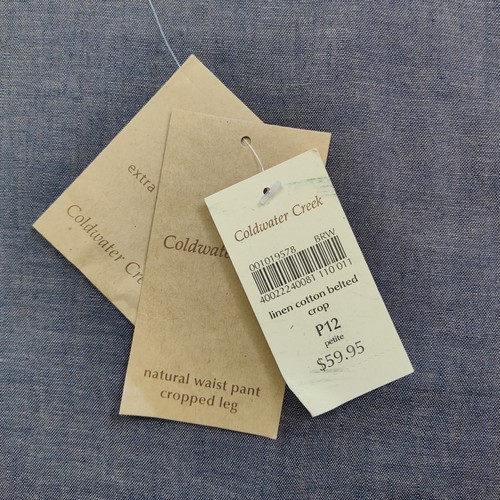 extra
Coldwater Creek
Coldwater
natural waist pant
cropped leg
Coldwater Creek
001019578 BRW
40022240081 110 011
linen cotton belted
crop
P12
petite
$59.95